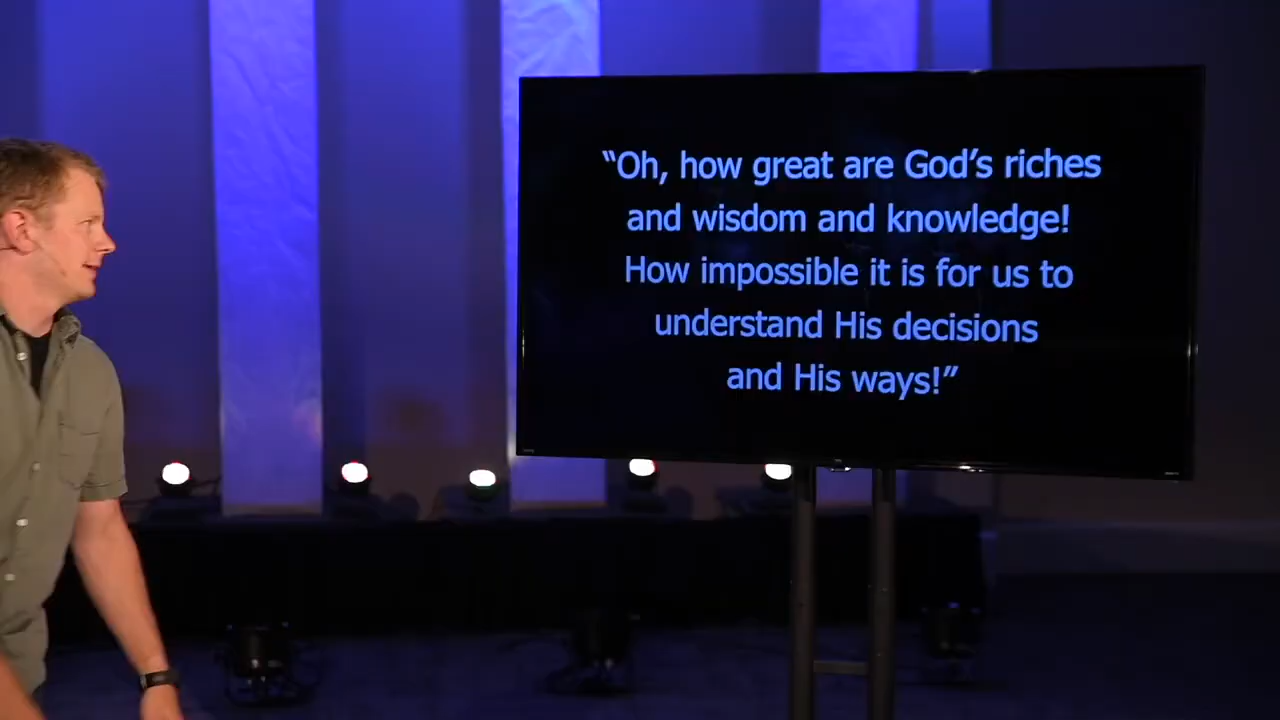 “Oh, how great are God’s riches
and wisdom and knowledge!
How impossible it is for us to
understand His decisions
and His ways!”